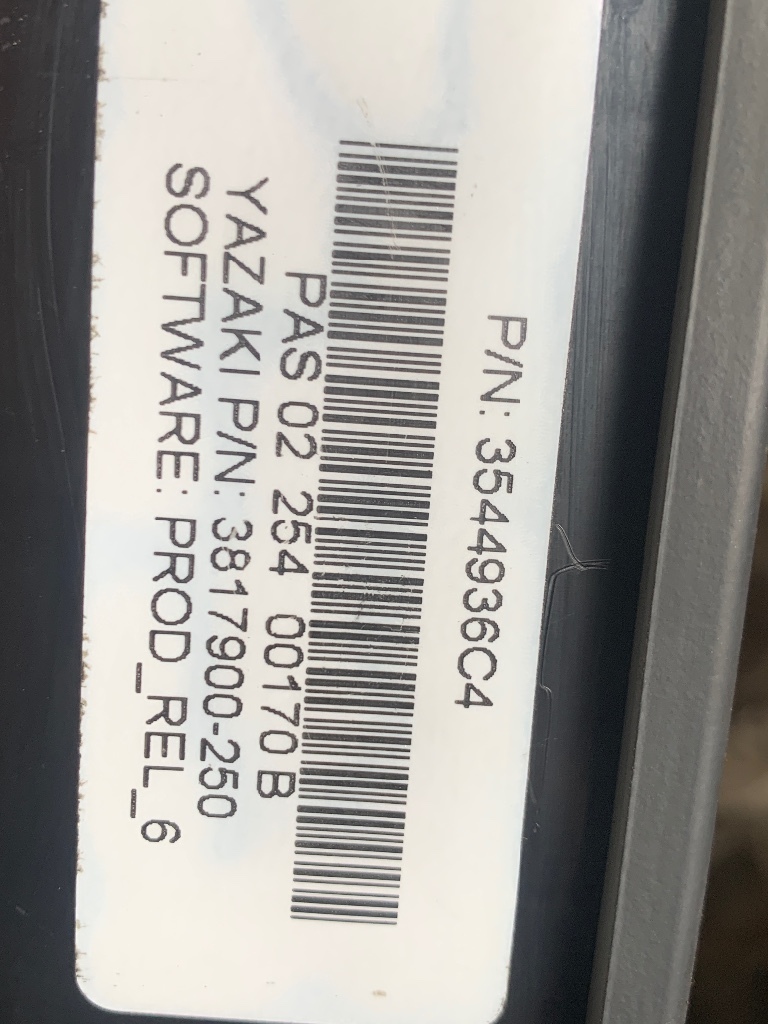 P/N: 3544936C4
PAS 02 254 00170 B
YAZAKI P/N: 3817900-250
SOFTWARE: PROD_REL_6